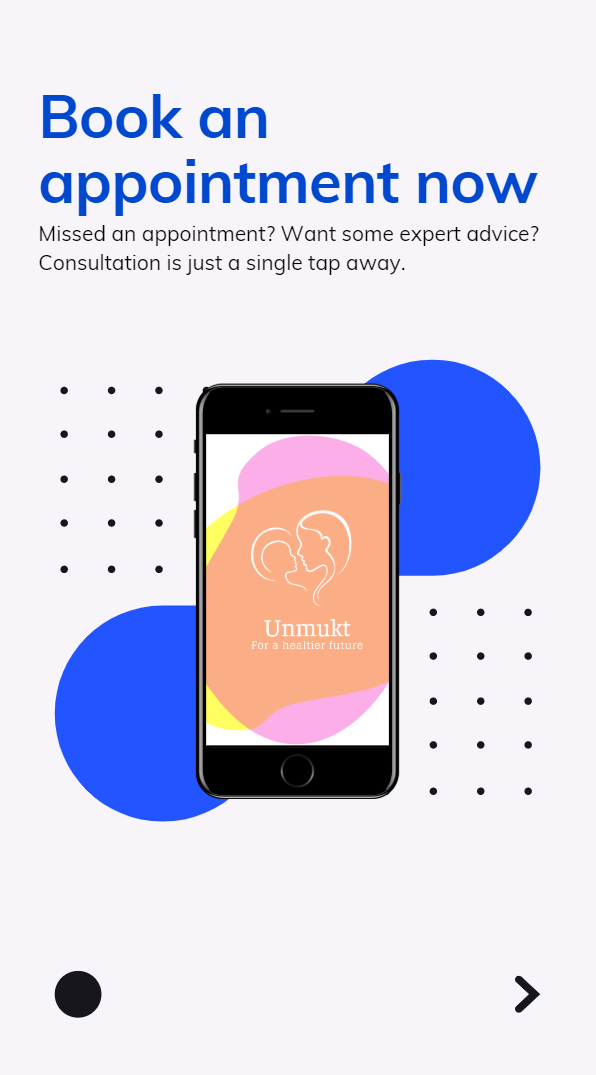 Book an
appointment now
Missed an appointment? Want some expert advice?
Consultation is just a single tap away.
Unmukt
For a healtier future